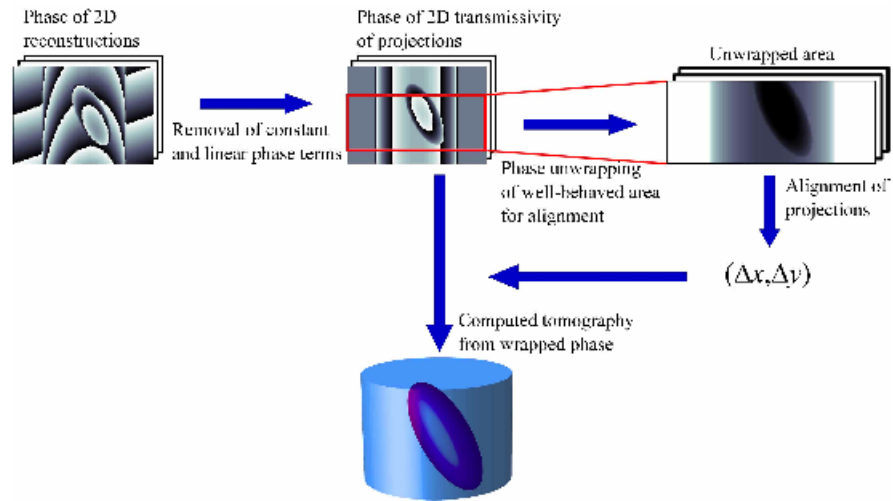 Phase of 2D
reconstructions
Phase of 2D transmissivity
of projections
Unwrapped area
Removal of constant
and linear phase terms
Phase unwrapping
of well-behaved area
for alignment
Alignment of
projections
(Δx,Δy)
Computed tomography
from wrapped phase